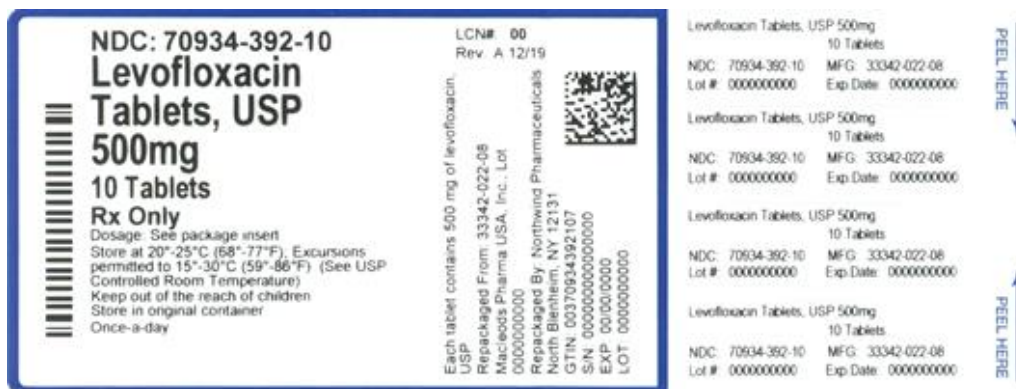 NDC: 70934-392-10
Levofloxacin
Tablets, USP
500mg
10 Tablets
Rx Only
Dosage: See package insert
Store at 20°-25°C (68°-77°F), Excursions
permitted to 15°-30°C (59°-86°F) (See USP
Controlled Room Temperature)
Keep out of the reach of children
Store in original container
Once-a-day
LCN#: 00
Rev. A 12/19
Each tablet contains 500 mg of levofloxacin,
USP
Repackaged From: 33342-022-08
Macleods Pharma USA, Inc., Lot
0000000000
Repackaged By: Northwind Pharmaceuticals
North Blenheim, NY 12131
GTIN: 00370934392107
S/N: 00000000000000
EXP: 00/00/0000
LOT: 0000000000
Levofloxacin Tablets, USP 500mg
10 Tablets
NDC: 70934-392-10 MFG: 33342-022-08
Lot #: 0000000000 Exp.Date: 0000000000
Levofloxacin Tablets, USP 500mg
10 Tablets
NDC: 70934-392-10 MFG: 33342-022-08
Lot #: 0000000000 Exp.Date: 0000000000
Levofloxacin Tablets, USP 500mg
10 Tablets
NDC: 70934-392-10 MFG: 33342-022-08
Lot #: 0000000000 Exp.Date: 0000000000
Levofloxacin Tablets, USP 500mg
10 Tablets
NDC: 70934-392-10 MFG: 33342-022-08
Lot #: 0000000000 Exp.Date: 0000000000
PEEL HERE
PEEL HERE